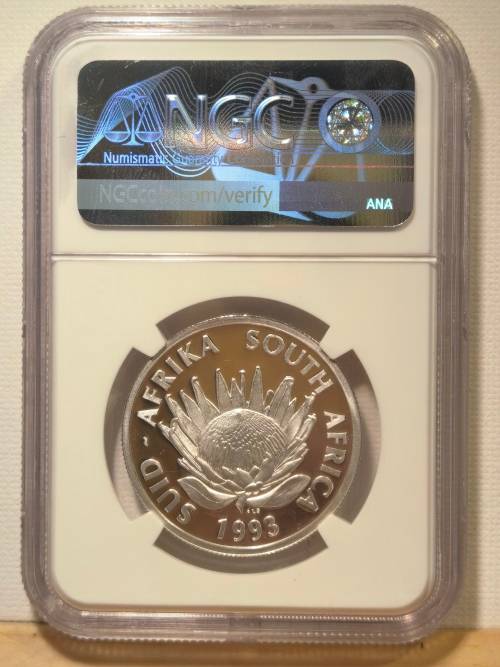 NGC
Numismatic Guaranty
NGCcoin.com/verify
ANA
SUID - AFRIKA SOUTH AFRICA
1993